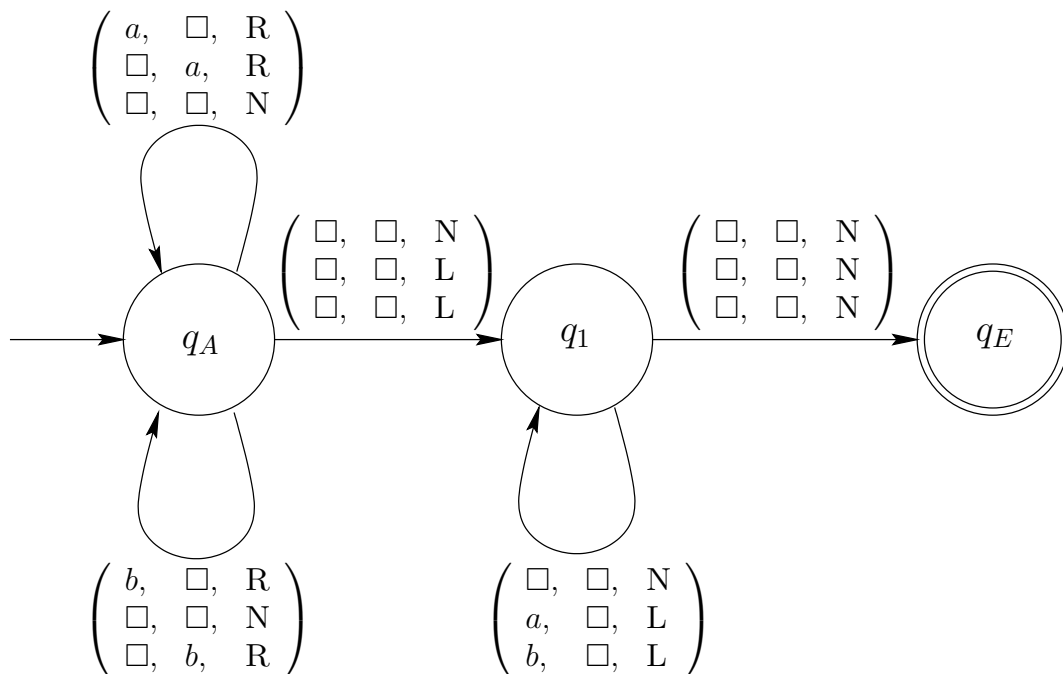 a, □, R
□, a, R
□, □, N
□, □, N
□, □, L
□, □, L
□, □, N
□, □, N
□, □, N
q_A
q_1
q_E
b, □, R
□, □, N
□, b, R
□, □, N
a, □, L
b, □, L